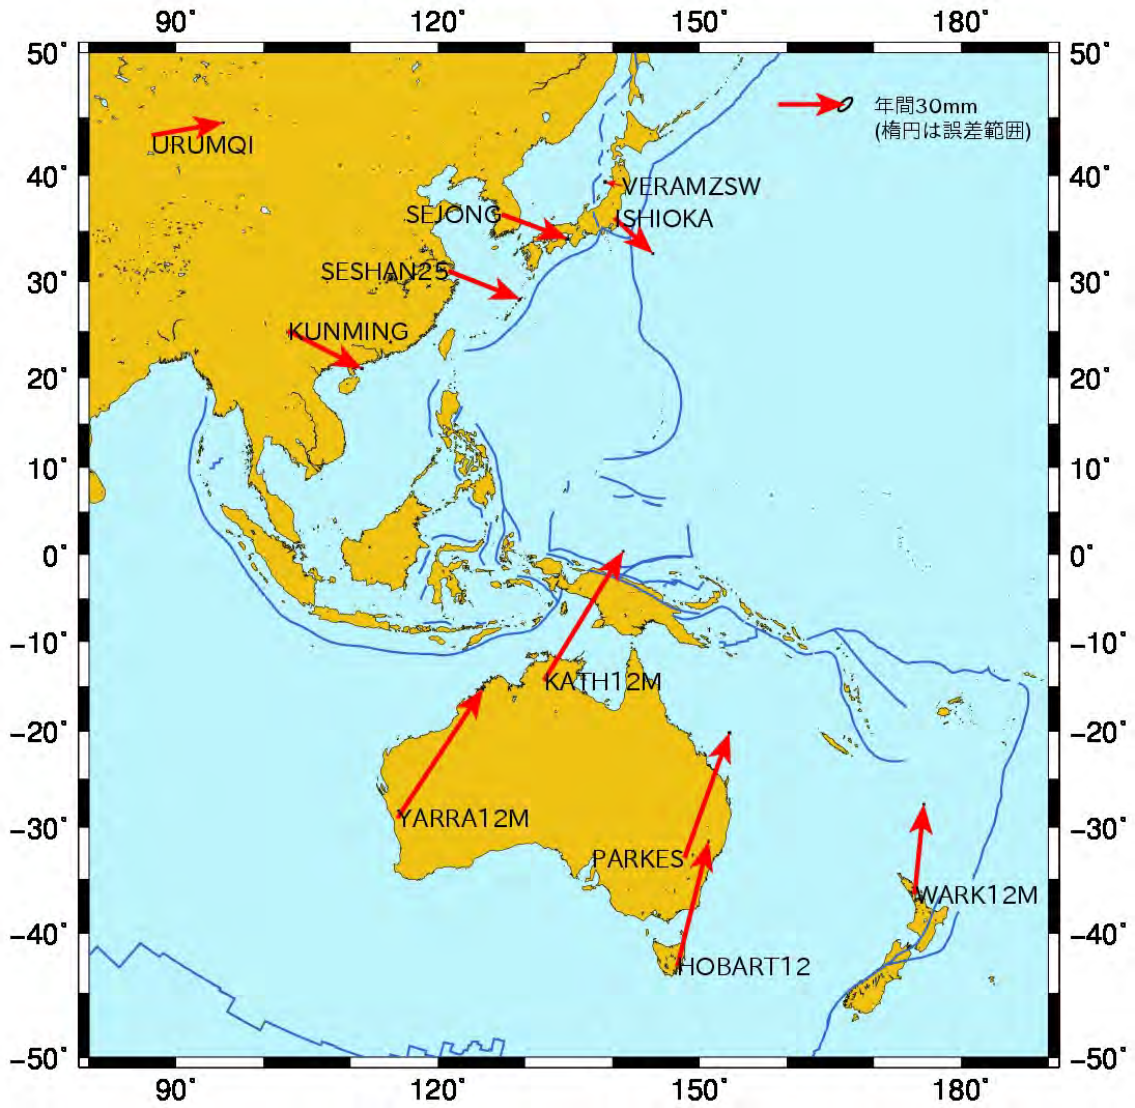 90° 120° 150° 180°
50° 50°
年間30mm
(楕円は誤差範囲)
URUMQI
40° 40°
VERAMZSW
SEJONG
ISHIOKA
SESHAN25
30° 30°
KUNMING
20° 20°
10° 10°
0° 0°
-10° -10°
KATH12M
-20° -20°
YARRA12M
-30° -30°
PARKES
WARK12M
-40° -40°
HOBART12
-50° -50°
90° 120° 150° 180°